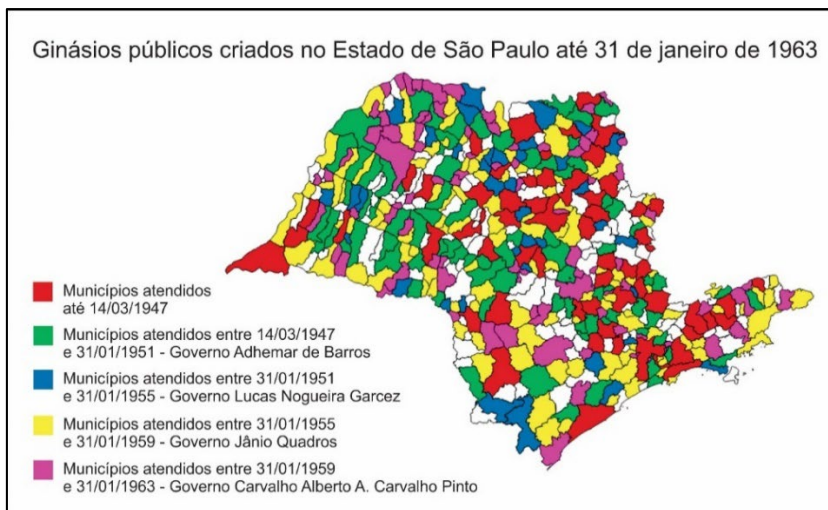 Ginásios públicos criados no Estado de São Paulo até 31 de janeiro de 1963
Municípios atendidos
até 14/03/1947
Municípios atendidos entre 14/03/1947
e 31/01/1951 - Governo Adhemar de Barros
Municípios atendidos entre 31/01/1951
e 31/01/1955 - Governo Lucas Nogueira Garcez
Municípios atendidos entre 31/01/1955
e 31/01/1959 - Governo Jânio Quadros
Municípios atendidos entre 31/01/1959
e 31/01/1963 - Governo Carvalho Alberto A. Carvalho Pinto